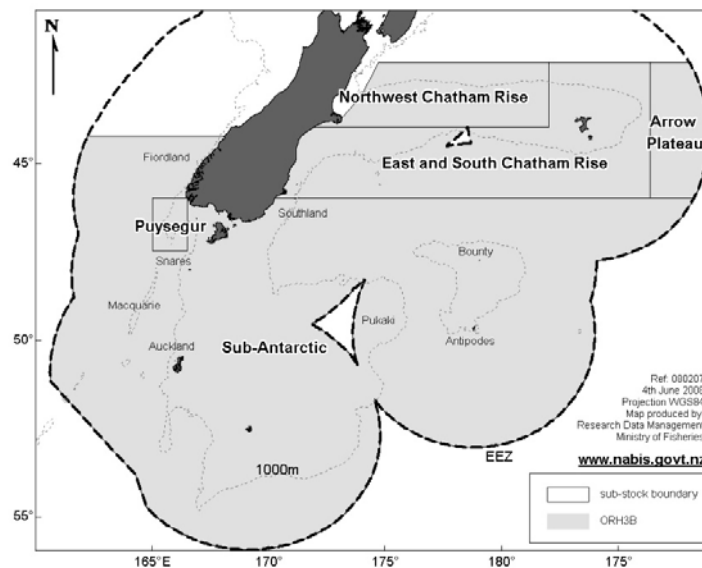 N
Northwest Chatham Rise
Arrow
Plateau
45°
Fiordland
East and South Chatham Rise
Puysegur
Southland
Snares
Bounty
Macquarie
Pukaki
50°
Auckland
Sub-Antarctic
Antipodes
Ref: 080207
4th June 2008
Projection WGS84
Map produced by
Research Data Management
Ministry of Fisheries
EEZ
www.nabis.govt.nz
1000m
sub-stock boundary
ORH3B
55°
165°E
170°
175°
180°
175°